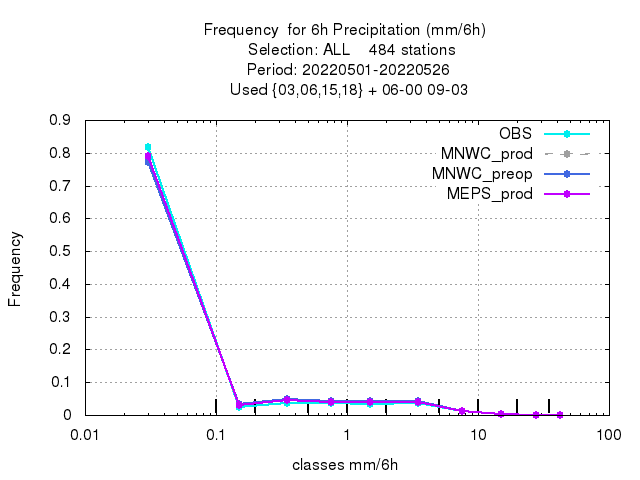 Frequency  for 6h Precipitation (mm/6h)
Selection: ALL    484 stations
Period: 20220501-20220526
Used {03,06,15,18} + 06-00 09-03
OBS
MNWC_prod
MNWC_preop
MEPS_prod
0.9
0.8
0.7
0.6
0.5
0.4
0.3
0.2
0.1
0
Frequency
0.01
0.1
1
10
100
classes mm/6h